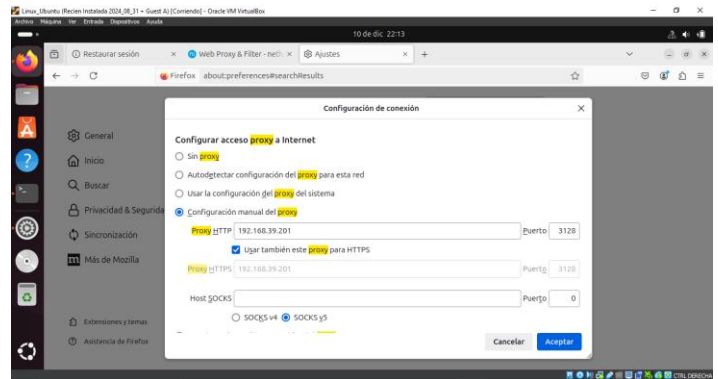 Linux_Ubuntu (Recien Instalada 2024_08_31 + Guest A) [Corriendo] - Oracle VM VirtualBox
Archivo Máquina Ver Entrada Dispositivos Ayuda
10 de dic 22:13
Restaurar sesión
Web Proxy & Filter - net
Ajustes
Firefox about:preferences#searchResults
Configuración de conexión
General
Inicio
Buscar
Privacidad & Segurida
Sincronización
Más de Mozilla
Extensiones y temas
Asistencia de Firefox
Configurar acceso proxy a Internet
Sin proxy
Autodetectar configuración del proxy para esta red
Usar la configuración del proxy del sistema
Configuración manual del proxy
Proxy HTTP 192.168.39.201 Puerto 3128
Usar también este proxy para HTTPS
Proxy HTTPS 192.168.39.201 Puerto 3128
Host SOCKS Puerto 0
SOCKS v4 SOCKS v5
Cancelar Aceptar
CTRL DERECHA